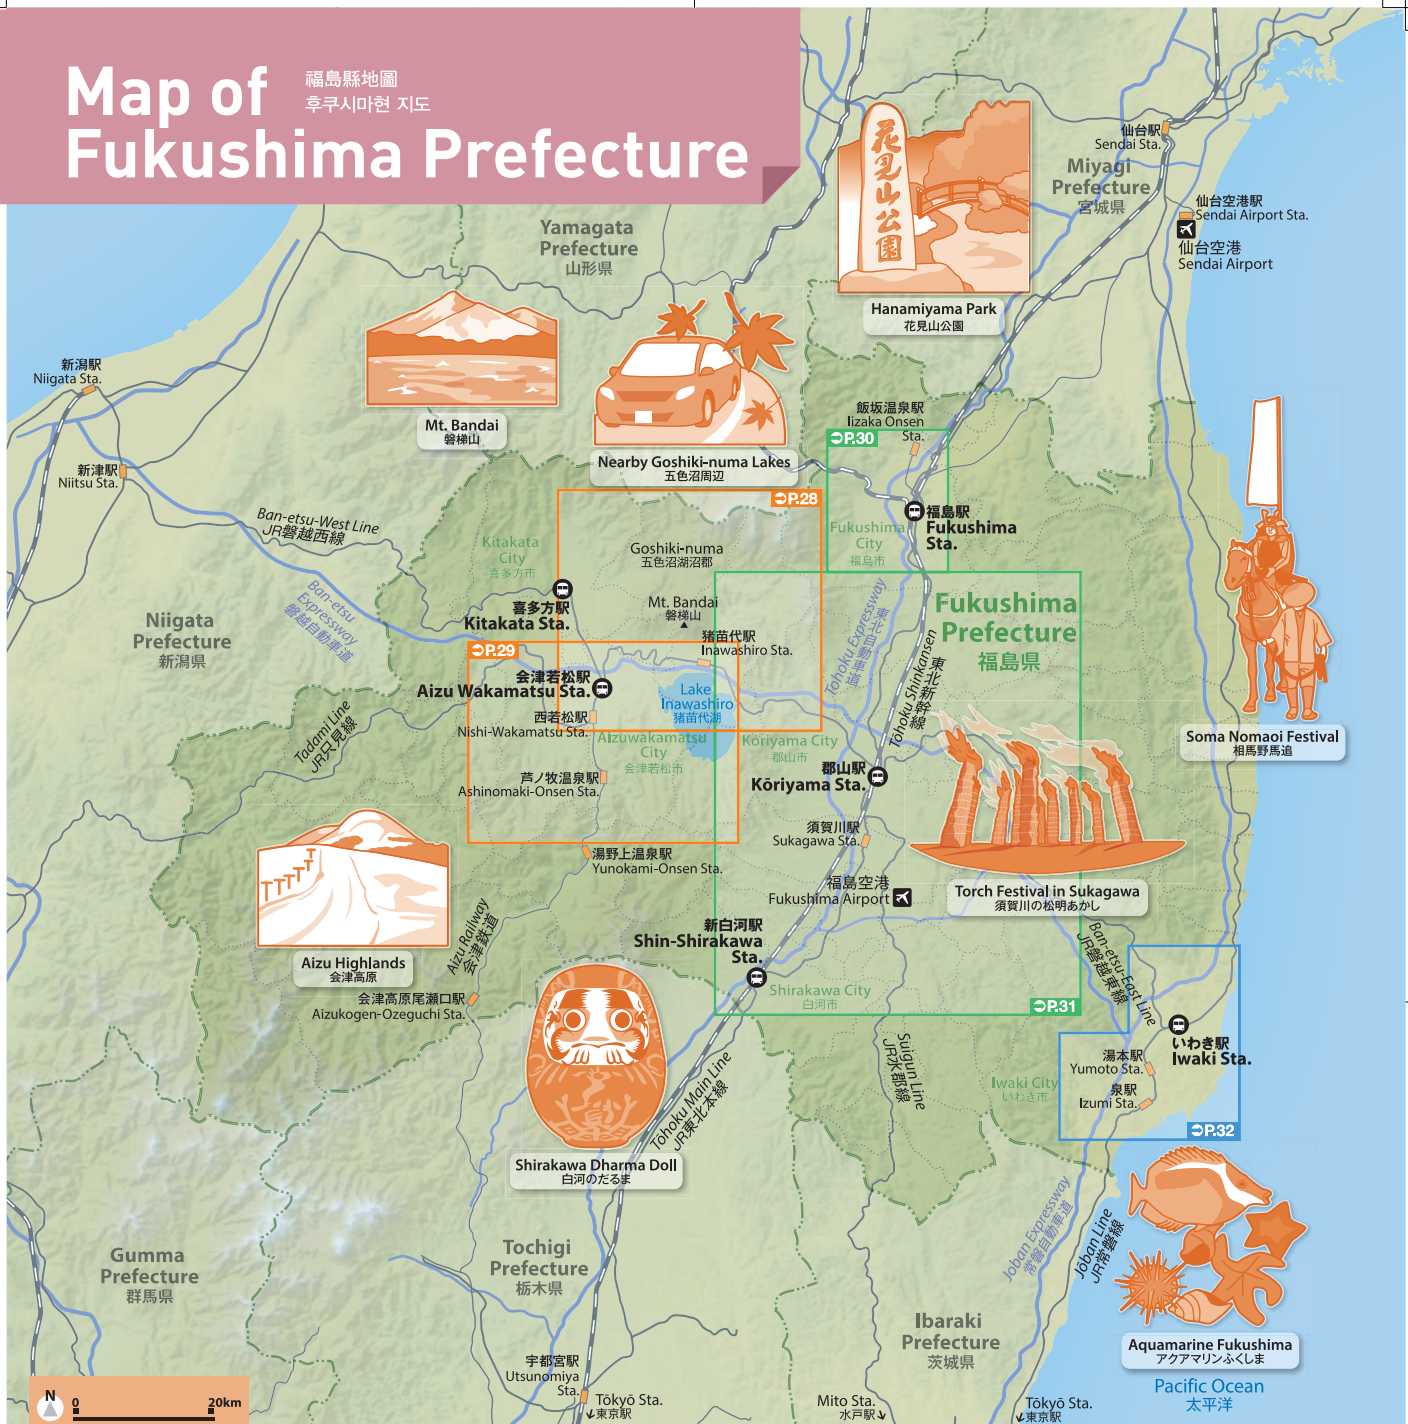 Map of
Fukushima Prefecture
福島縣地圖
후쿠시마현 지도
仙台駅
Sendai Sta.
Miyagi
Prefecture
宮城県
仙台空港駅
Sendai Airport Sta.
仙台空港
Sendai Airport
Yamagata
Prefecture
山形県
花見山公園
Hanamiyama Park
花見山公園
新潟駅
Niigata Sta.
Mt. Bandai
磐梯山
Nearby Goshiki-numa Lakes
五色沼周辺
飯坂温泉駅
Iizaka Onsen
Sta.
P.30
新津駅
Niitsu Sta.
P.28
Ban-etsu-West Line
JR磐越西線
Kitakata
City
喜多方市
Goshiki-numa
五色沼湖沼郡
Fukushima
City
福島市
福島駅
Fukushima
Sta.
Ban-etsu
Expressway
磐越自動車道
喜多方駅
Kitakata Sta.
Mt. Bandai
磐梯山
猪苗代駅
Inawashiro Sta.
Tohoku Expressway
東北自動車道
Fukushima
Prefecture
福島県
Niigata
Prefecture
新潟県
P.29
会津若松駅
Aizu Wakamatsu Sta.
Lake
Inawashiro
猪苗代湖
Tōhoku Shinkansen
東北新幹線
西若松駅
Nishi-Wakamatsu Sta.
Aizuwakamatsu
City
会津若松市
Kōriyama City
郡山市
Tadami Line
JR只見線
Soma Nomaoi Festival
相馬野馬追
芦ノ牧温泉駅
Ashinomaki-Onsen Sta.
郡山駅
Kōriyama Sta.
須賀川駅
Sukagawa Sta.
湯野上温泉駅
Yunokami-Onsen Sta.
福島空港
Fukushima Airport
Torch Festival in Sukagawa
須賀川の松明あかし
Aizu Railway
会津鉄道
新白河駅
Shin-Shirakawa
Sta.
Aizu Highlands
会津高原
Ban-etsu-East Line
JR磐越東線
会津高原尾瀬口駅
Aizukogen-Ozeguchi Sta.
Shirakawa City
白河市
P.31
いわき駅
Iwaki Sta.
湯本駅
Yumoto Sta.
泉駅
Izumi Sta.
Suigun Line
JR水郡線
Iwaki City
いわき市
P.32
Tōhoku Main Line
JR東北本線
Shirakawa Dharma Doll
白河のだるま
Joban Expressway
常磐自動車道
Jōban Line
JR常磐線
Gumma
Prefecture
群馬県
Tochigi
Prefecture
栃木県
Ibaraki
Prefecture
茨城県
Aquamarine Fukushima
アクアマリンふくしま
Pacific Ocean
太平洋
宇都宮駅
Utsunomiya
Sta.
Tōkyō Sta.
東京駅
Mito Sta.
水戸駅
Tōkyō Sta.
東京駅
N
0 20km